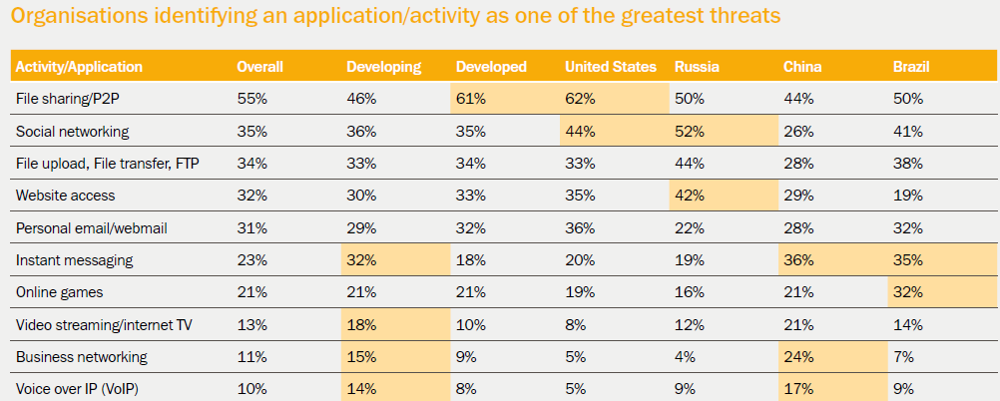 Organisations identifying an application/activity as one of the greatest threats
Activity/Application Overall Developing Developed United States Russia China Brazil
File sharing/P2P 55% 46% 61% 62% 50% 44% 50%
Social networking 35% 36% 35% 44% 52% 26% 41%
File upload, File transfer, FTP 34% 33% 34% 33% 44% 28% 38%
Website access 32% 30% 33% 35% 42% 29% 19%
Personal email/webmail 31% 29% 32% 36% 22% 28% 32%
Instant messaging 23% 32% 18% 20% 19% 36% 35%
Online games 21% 21% 21% 19% 16% 21% 32%
Video streaming/internet TV 13% 18% 10% 8% 12% 21% 14%
Business networking 11% 15% 9% 5% 4% 24% 7%
Voice over IP (VoIP) 10% 14% 8% 5% 9% 17% 9%